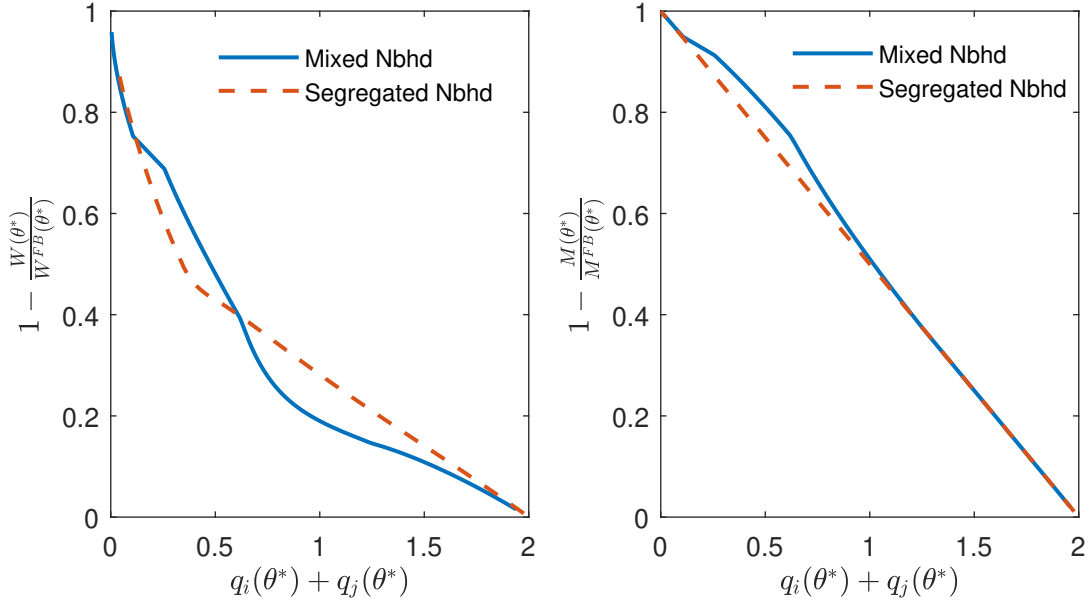 1
0.8
0.6
0.4
0.2
0
0
0.5
1
1.5
2
Mixed Nbhd
Segregated Nbhd
1 − W(θ*)/W^{FB}(θ*)
q_i(θ*) + q_j(θ*)
1
0.8
0.6
0.4
0.2
0
0
0.5
1
1.5
2
Mixed Nbhd
Segregated Nbhd
1 − M(θ*)/M^{FB}(θ*)
q_i(θ*) + q_j(θ*)